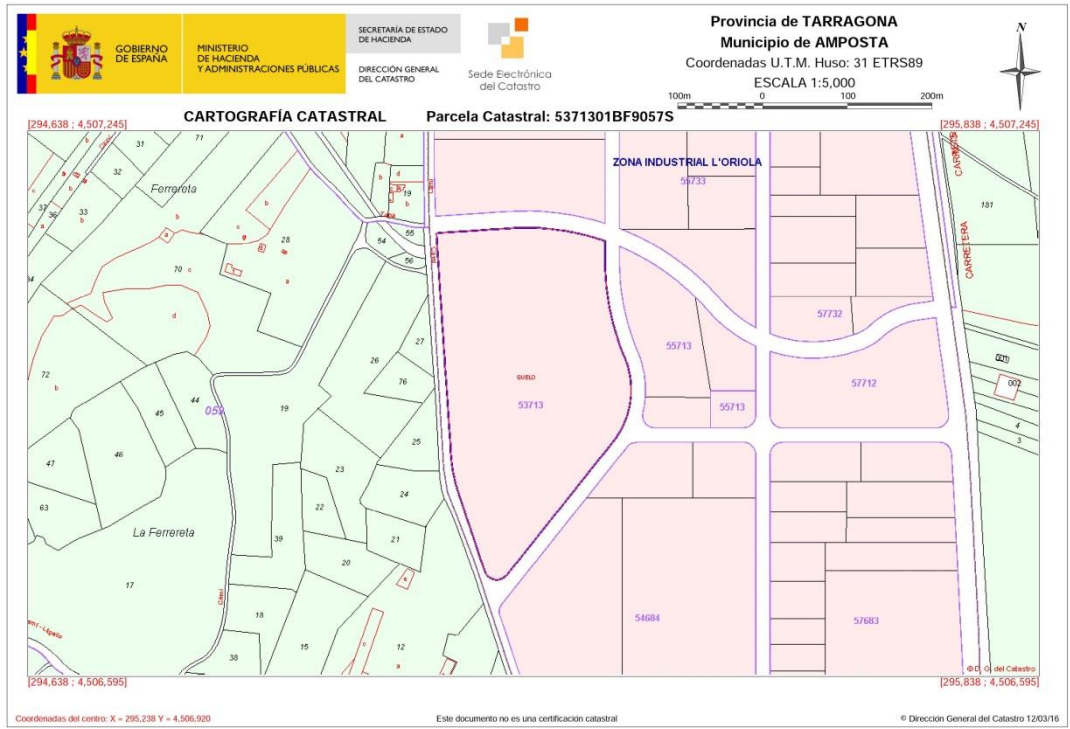 GOBIERNO
DE ESPAÑA
MINISTERIO
DE HACIENDA
Y ADMINISTRACIONES PÚBLICAS
SECRETARÍA DE ESTADO
DE HACIENDA
DIRECCIÓN GENERAL
DEL CATASTRO
Sede Electrónica
del Catastro
Provincia de TARRAGONA
Municipio de AMPOSTA
Coordenadas U.T.M. Huso: 31 ETRS89
ESCALA 1:5,000
N
100m 0 100 200m
CARTOGRAFÍA CATASTRAL Parcela Catastral: 5371301BF9057S
[294,638 ; 4,507,245] [295,838 ; 4,507,245]
71
31
32
Ferrereta
ZONA INDUSTRIAL L'ORIOLA
55733
19
181
37
36
33
28
54
55
56
CARRETERA
70
57732
27
55713
26
002
72
76
SUELO
53713
57712
44
45
059
19
55713
4
3
25
46
47
23
24
63
22
La Ferrereta
39
21
20
17
Camí
18
54684
57683
15
12
38
© D. G. del Catastro
[294,638 ; 4,506,595] [295,838 ; 4,506,595]
Coordenadas del centro: X = 295,238 Y = 4,506,920 Este documento no es una certificación catastral © Dirección General del Catastro 12/03/16